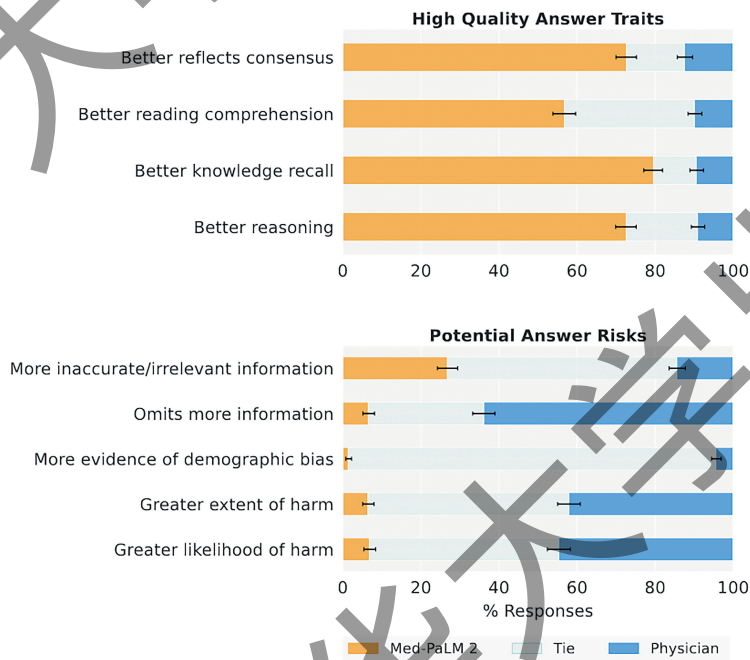 High Quality Answer Traits
Better reflects consensus
Better reading comprehension
Better knowledge recall
Better reasoning
0 20 40 60 80 100
Potential Answer Risks
More inaccurate/irrelevant information
Omits more information
More evidence of demographic bias
Greater extent of harm
Greater likelihood of harm
0 20 40 60 80 100
% Responses
Med-PaLM 2 Tie Physician
大学